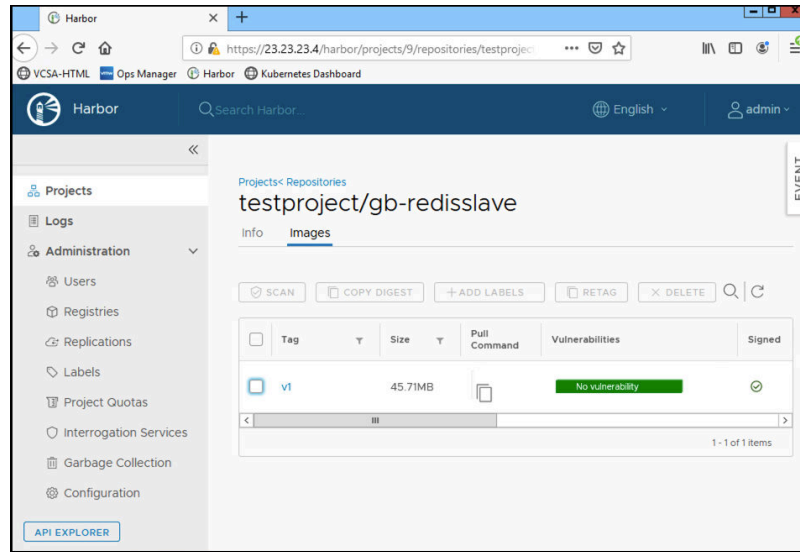 Harbor
https://23.23.23.4/harbor/projects/9/repositories/testprojec
VCSA-HTML Ops Manager Harbor Kubernetes Dashboard
Harbor
Search Harbor...
English
admin
EVENT
Projects
Logs
Administration
Users
Registries
Replications
Labels
Project Quotas
Interrogation Services
Garbage Collection
Configuration
API EXPLORER
Projects< Repositories
testproject/gb-redisslave
Info Images
SCAN COPY DIGEST +ADD LABELS RETAG DELETE
Tag Size Pull Command Vulnerabilities Signed
v1 45.71MB No vulnerability
1 - 1 of 1 items